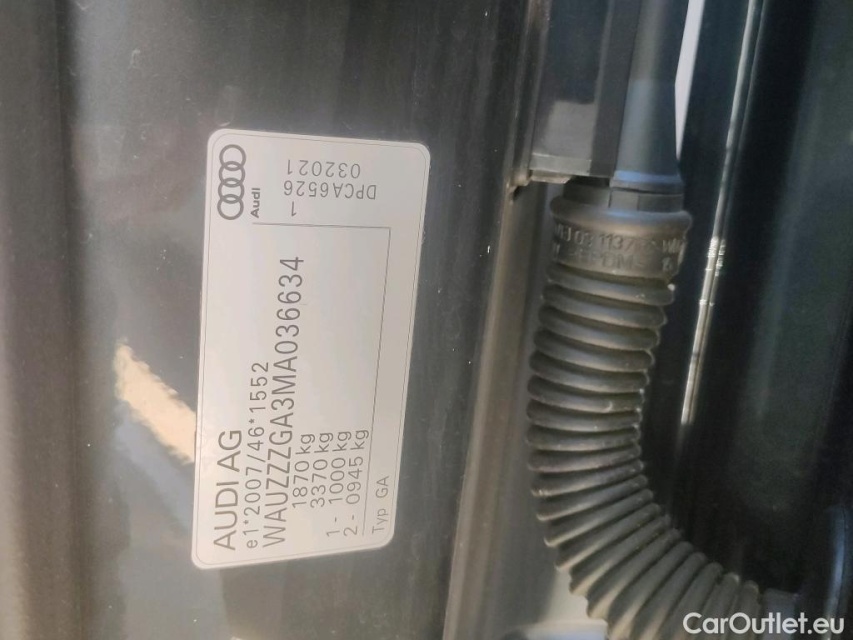 AUDI AG
e1*2007/46*1552
WAUZZZGA3MA036634
1870 kg
3370 kg
1- 1000 kg
2- 0945 kg
Typ GA
Audi
1
DPCA6526
032021
CarOutlet.eu